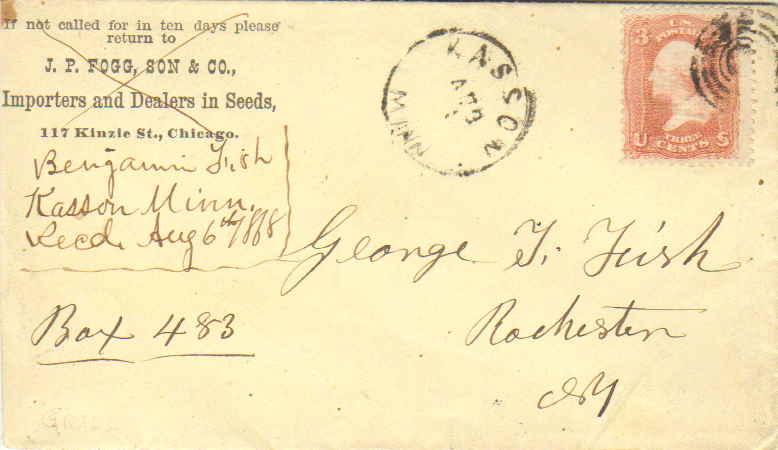 If not called for in ten days please
return to
J. P. FOGG, SON & CO.,
Importers and Dealers in Seeds,
117 Kinzie St., Chicago.
Benjamin Fish
Kasson Minn.
Recd. Aug 6th/1868
KASSON
MINN
3
U.S.
POSTAGE
U
THREE
CENTS
S
George F. Fish
Box 483
Rochester
NY